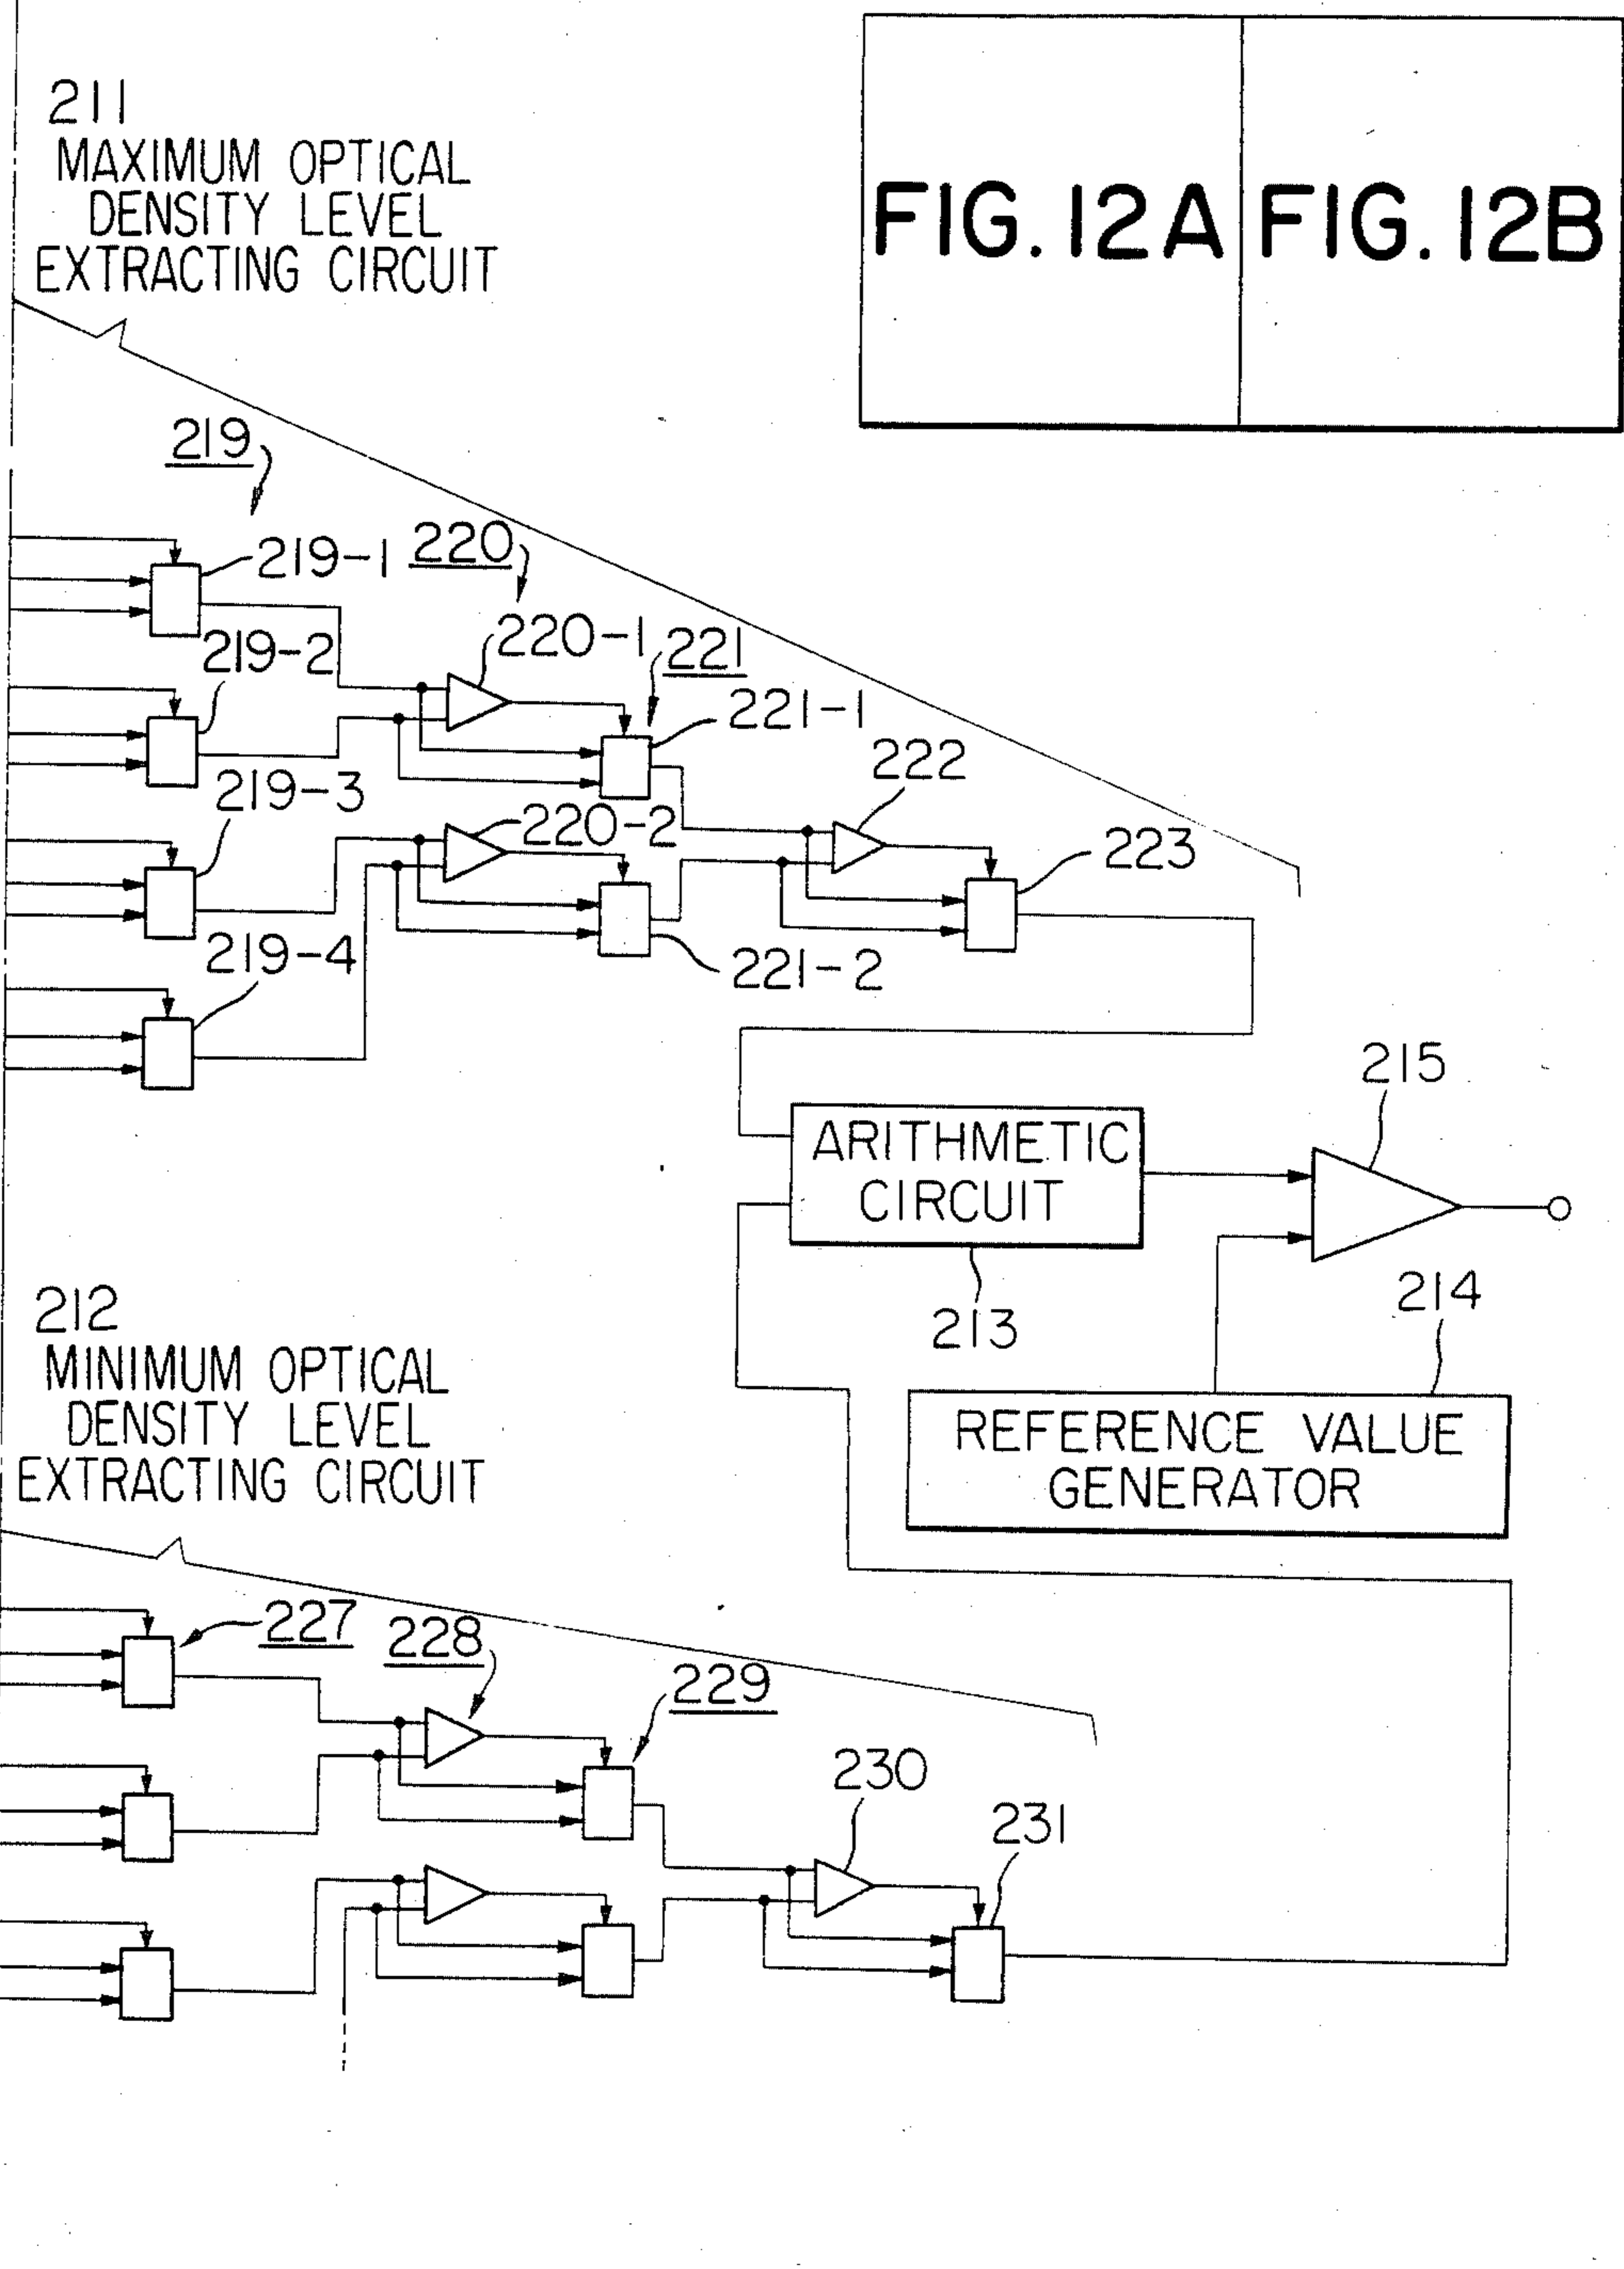 FIG. 12A
FIG. 12B
211
MAXIMUM OPTICAL
DENSITY LEVEL
EXTRACTING CIRCUIT
219
219-1
220
219-2
220-1
221
221-1
219-3
222
220-2
223
219-4
221-2
215
ARITHMETIC
CIRCUIT
213
214
212
MINIMUM OPTICAL
DENSITY LEVEL
EXTRACTING CIRCUIT
REFERENCE VALUE
GENERATOR
227
228
229
230
231